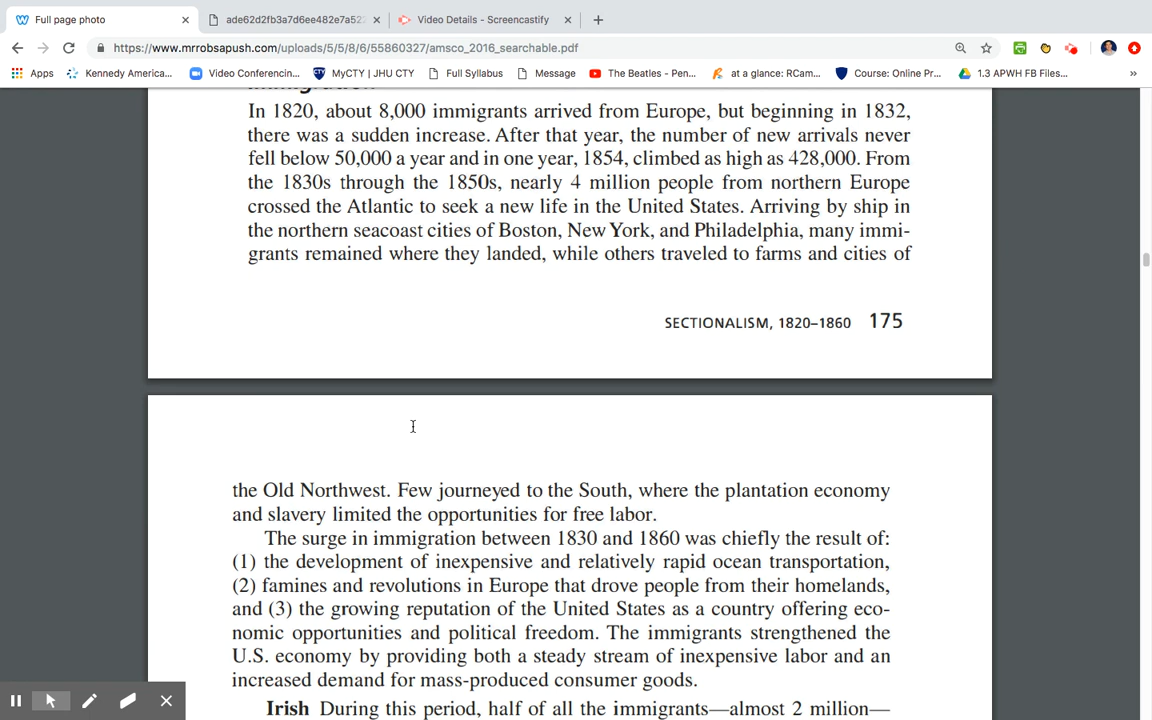 Full page photo
ade62d2fb3a7d6ee482e7a522
Video Details - Screencastify
https://www.mrrobsapush.com/uploads/5/5/8/6/55860327/amsco_2016_searchable.pdf
Apps Kennedy America... Video Conferencin... MyCTY | JHU CTY Full Syllabus Message The Beatles - Pen... at a glance: RCam... Course: Online Pr... 1.3 APWH FB Files... »
In 1820, about 8,000 immigrants arrived from Europe, but beginning in 1832,
there was a sudden increase. After that year, the number of new arrivals never
fell below 50,000 a year and in one year, 1854, climbed as high as 428,000. From
the 1830s through the 1850s, nearly 4 million people from northern Europe
crossed the Atlantic to seek a new life in the United States. Arriving by ship in
the northern seacoast cities of Boston, New York, and Philadelphia, many immi-
grants remained where they landed, while others traveled to farms and cities of
SECTIONALISM, 1820–1860 175
the Old Northwest. Few journeyed to the South, where the plantation economy
and slavery limited the opportunities for free labor.
The surge in immigration between 1830 and 1860 was chiefly the result of:
(1) the development of inexpensive and relatively rapid ocean transportation,
(2) famines and revolutions in Europe that drove people from their homelands,
and (3) the growing reputation of the United States as a country offering eco-
nomic opportunities and political freedom. The immigrants strengthened the
U.S. economy by providing both a steady stream of inexpensive labor and an
increased demand for mass-produced consumer goods.
Irish During this period, half of all the immigrants—almost 2 million—